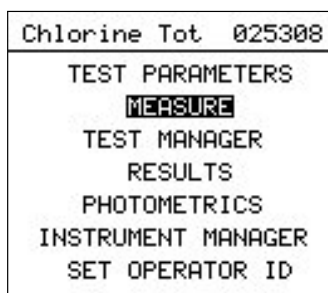 Chlorine Tot 025308
TEST PARAMETERS
MEASURE
TEST MANAGER
RESULTS
PHOTOMETRICS
INSTRUMENT MANAGER
SET OPERATOR ID